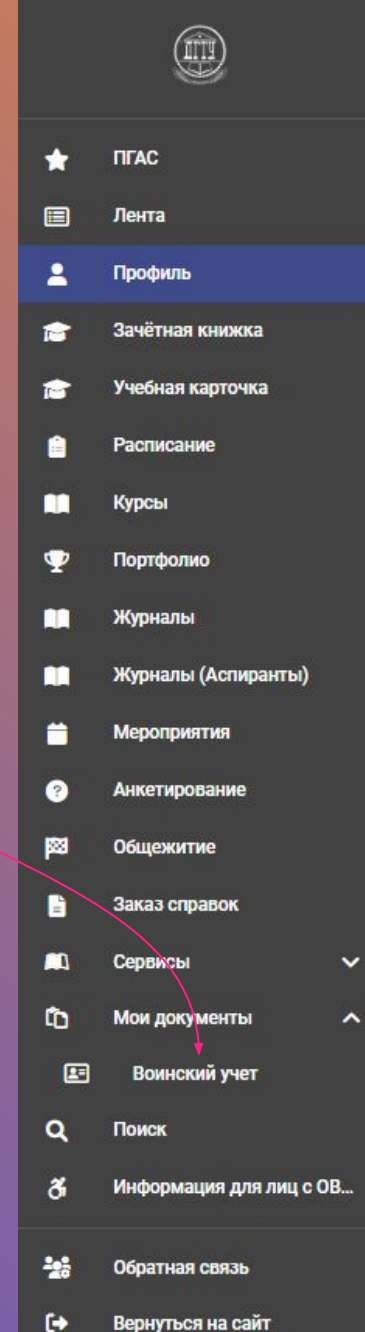 ДГТУ
ПГАС
Лента
Профиль
Зачётная книжка
Учебная карточка
Расписание
Курсы
Портфолио
Журналы
Журналы (Аспиранты)
Мероприятия
Анкетирование
Общежитие
Заказ справок
Сервисы
Мои документы
Воинский учет
Поиск
Информация для лиц с ОВ...
Обратная связь
Вернуться на сайт